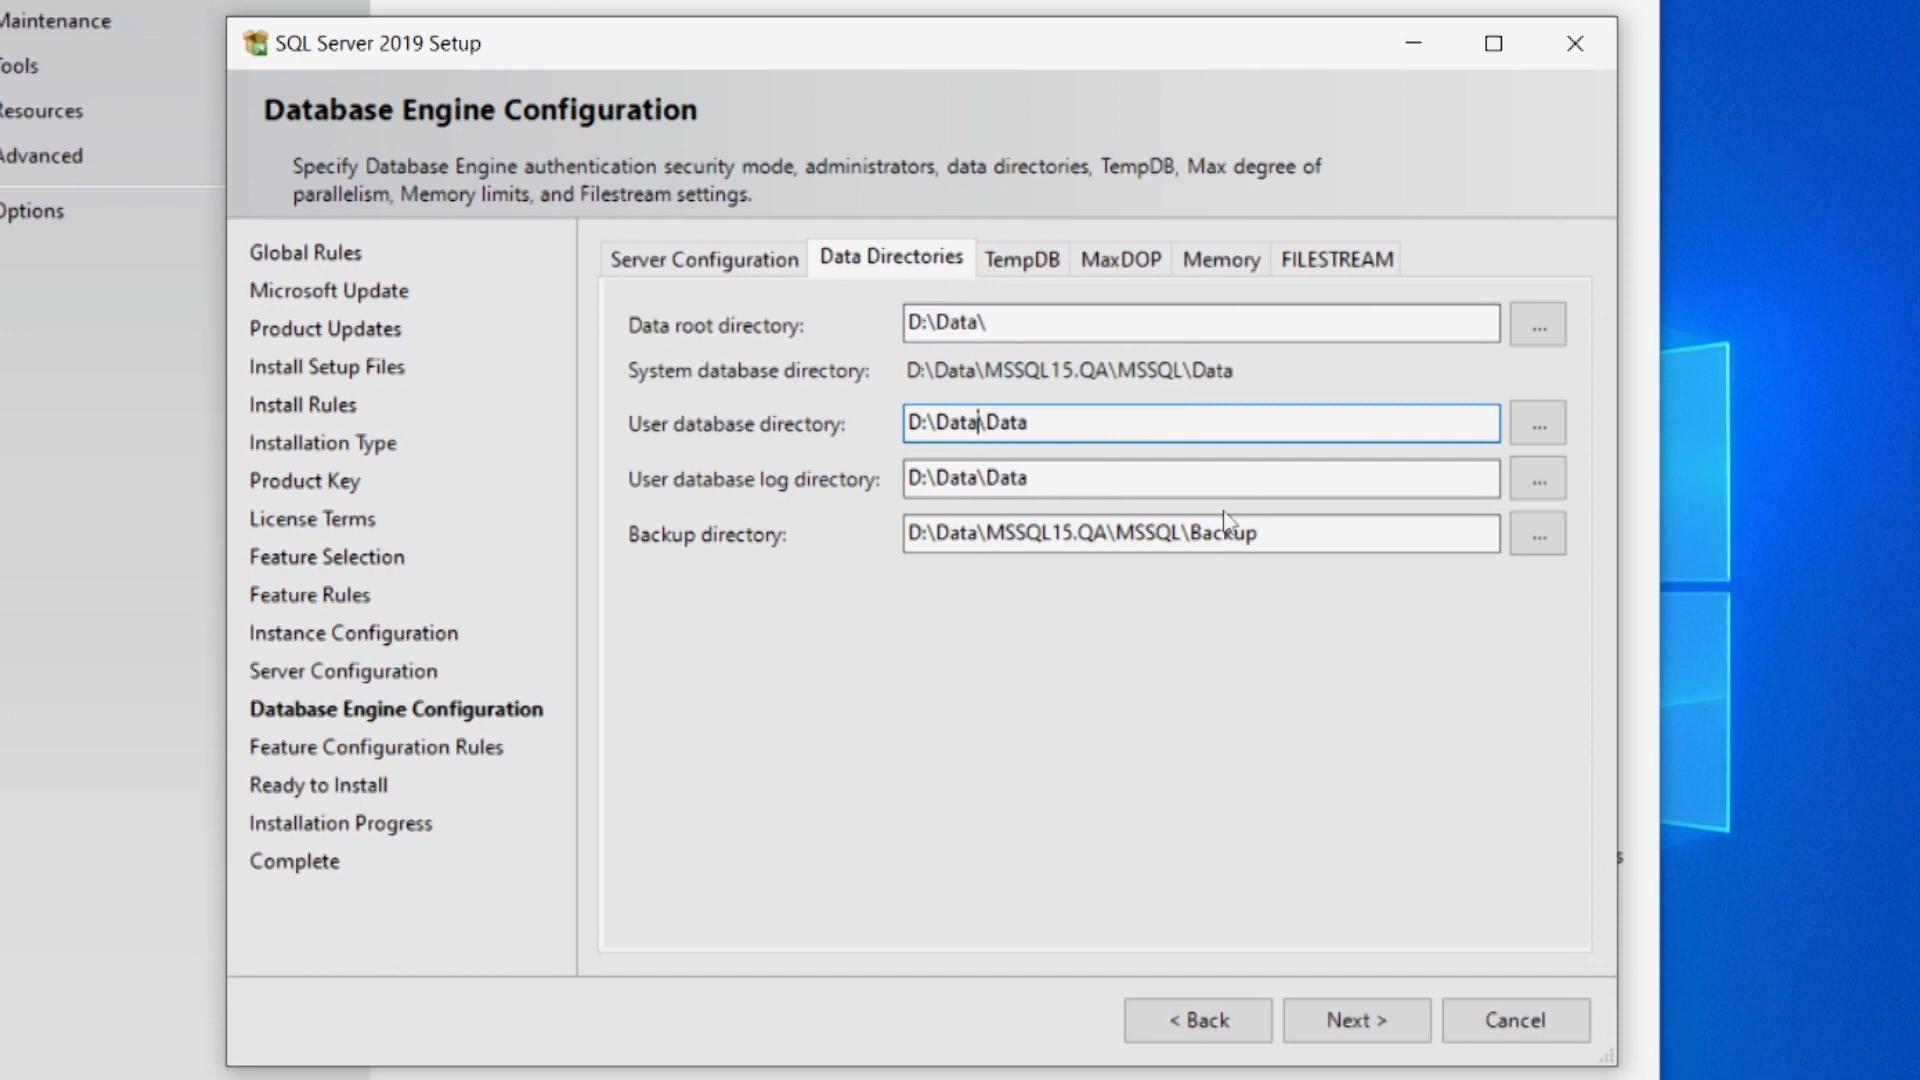 Maintenance
Tools
Resources
Advanced
Options
SQL Server 2019 Setup
Database Engine Configuration
Specify Database Engine authentication security mode, administrators, data directories, TempDB, Max degree of
parallelism, Memory limits, and Filestream settings.
Global Rules
Microsoft Update
Product Updates
Install Setup Files
Install Rules
Installation Type
Product Key
License Terms
Feature Selection
Feature Rules
Instance Configuration
Server Configuration
Database Engine Configuration
Feature Configuration Rules
Ready to Install
Installation Progress
Complete
Server Configuration Data Directories TempDB MaxDOP Memory FILESTREAM
Data root directory: D:\Data\ ...
System database directory: D:\Data\MSSQL15.QA\MSSQL\Data
User database directory: D:\Data\Data ...
User database log directory: D:\Data\Data ...
Backup directory: D:\Data\MSSQL15.QA\MSSQL\Backup ...
s
< Back Next > Cancel